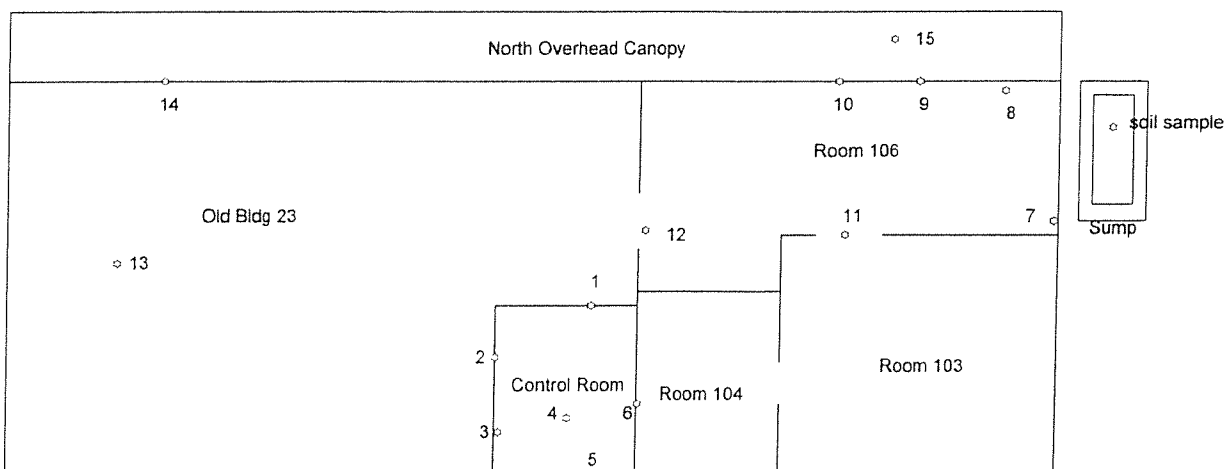 North Overhead Canopy
15
14
10
9
8
soil sample
Room 106
Old Bldg 23
11
7
12
Sump
13
1
2
Room 103
Control Room
Room 104
4
6
3
5